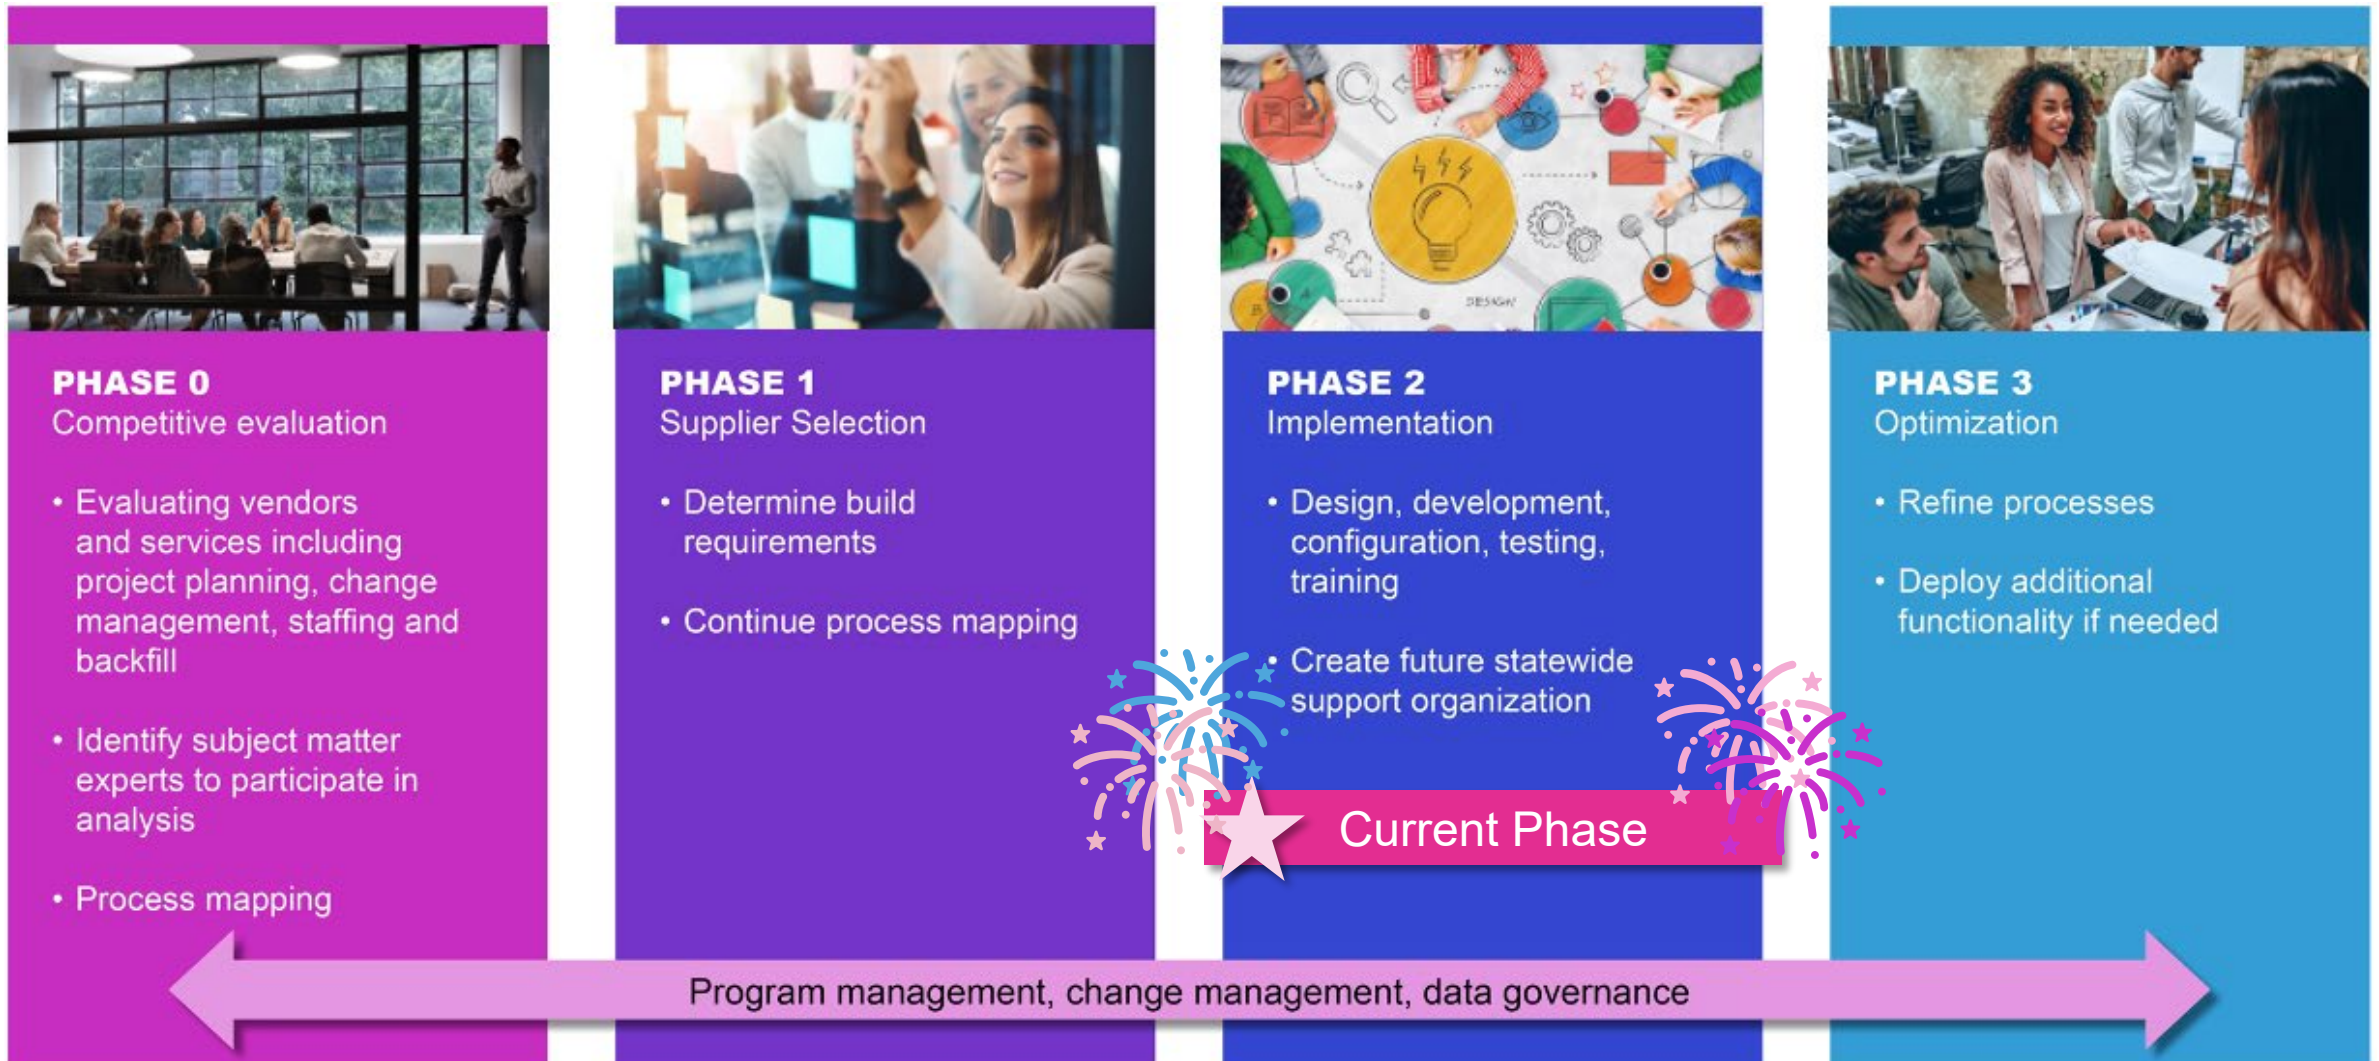 PHASE 0
Competitive evaluation
• Evaluating vendors
and services including
project planning, change
management, staffing and
backfill
• Identify subject matter
experts to participate in
analysis
• Process mapping
PHASE 1
Supplier Selection
• Determine build
requirements
• Continue process mapping
DESIGN
PHASE 2
Implementation
• Design, development,
configuration, testing,
training
• Create future statewide
support organization
Current Phase
PHASE 3
Optimization
• Refine processes
• Deploy additional
functionality if needed
Program management, change management, data governance